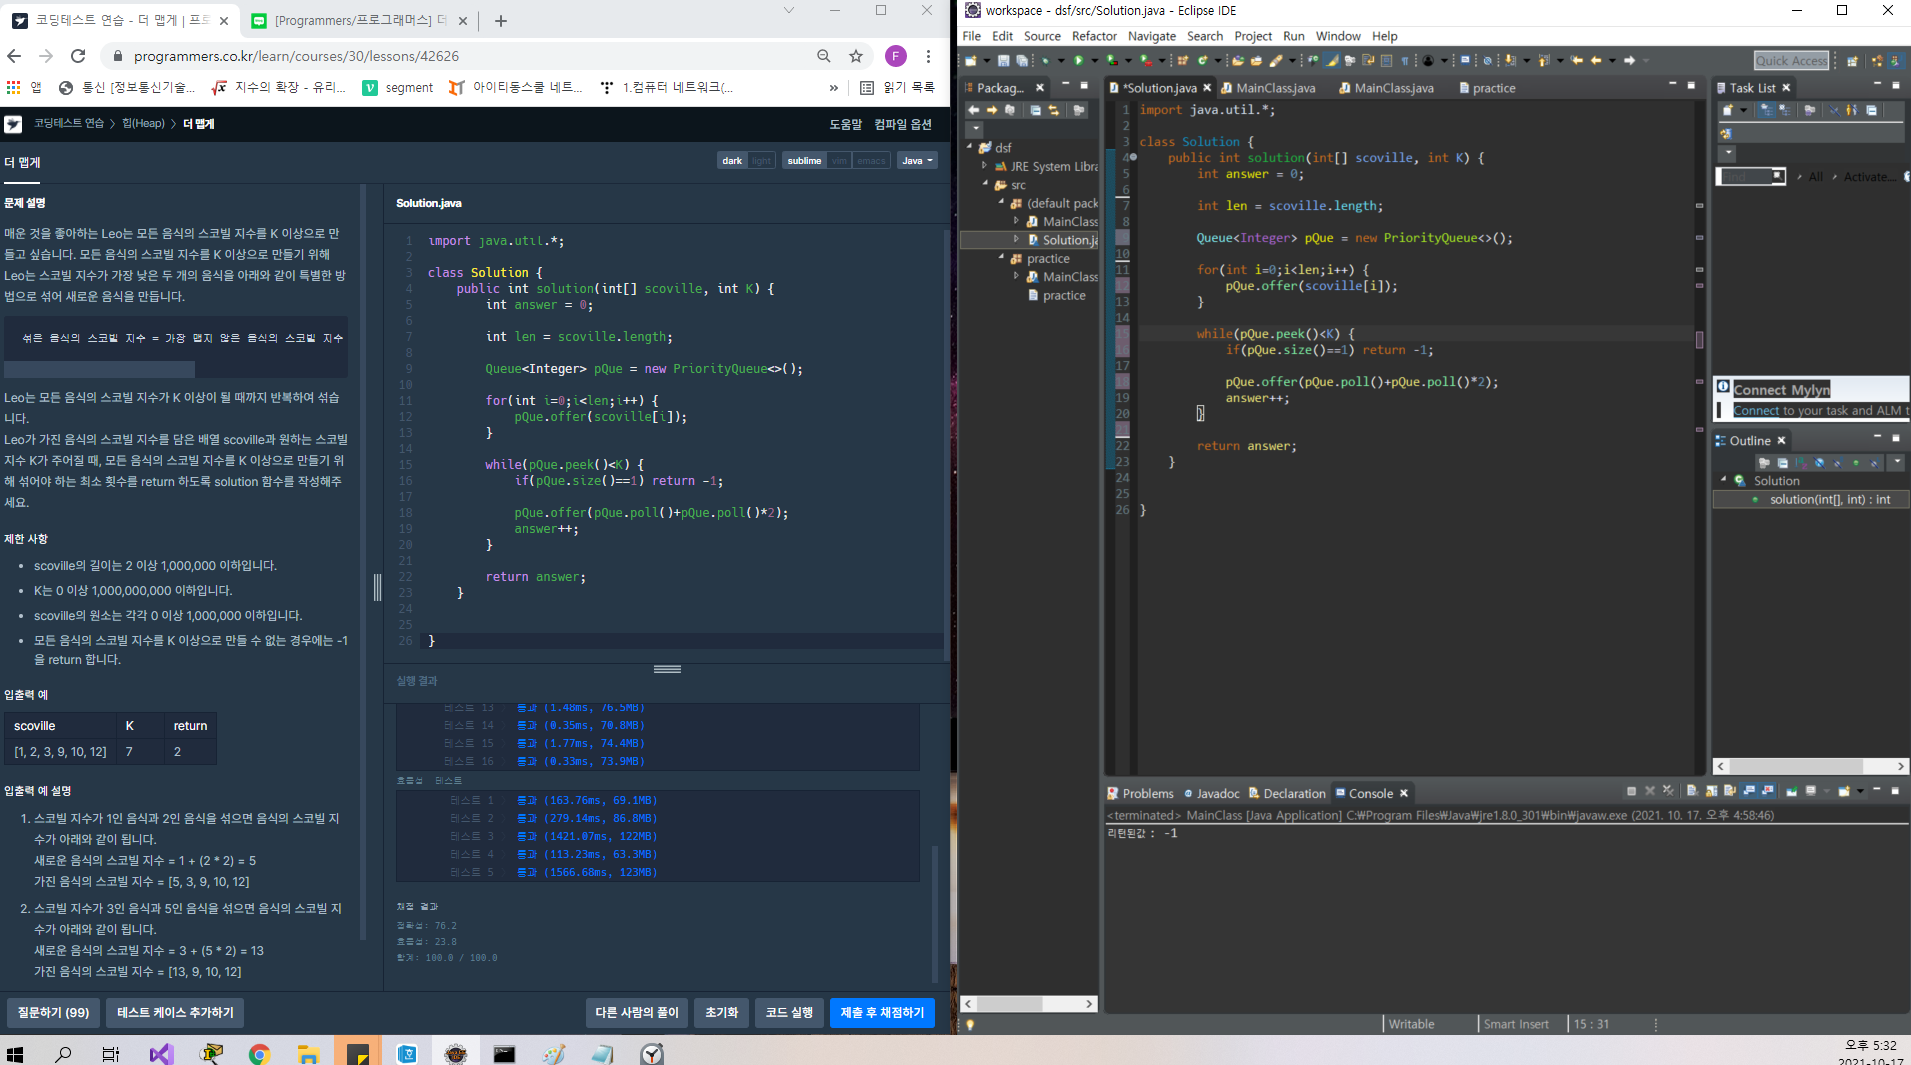 코딩테스트 연습 - 더 맵게 | 프로
[Programmers/프로그래머스] 더
programmers.co.kr/learn/courses/30/lessons/42626
F
앱
통신 [정보통신기술...
지수의 확장 - 유리...
segment
아이티동스쿨 네트...
1.컴퓨터 네트워크(...
»
읽기 목록
코딩테스트 연습 > 힙(Heap) > 더 맵게
도움말 컴파일 옵션
더 맵게
dark light
sublime vim emacs
Java
문제 설명
매운 것을 좋아하는 Leo는 모든 음식의 스코빌 지수를 K 이상으로 만
들고 싶습니다. 모든 음식의 스코빌 지수를 K 이상으로 만들기 위해
Leo는 스코빌 지수가 가장 낮은 두 개의 음식을 아래와 같이 특별한 방
법으로 섞어 새로운 음식을 만듭니다.
섞은 음식의 스코빌 지수 = 가장 맵지 않은 음식의 스코빌 지수
Leo는 모든 음식의 스코빌 지수가 K 이상이 될 때까지 반복하여 섞습
니다.
Leo가 가진 음식의 스코빌 지수를 담은 배열 scoville과 원하는 스코빌
지수 K가 주어질 때, 모든 음식의 스코빌 지수를 K 이상으로 만들기 위
해 섞어야 하는 최소 횟수를 return 하도록 solution 함수를 작성해주
세요.
제한 사항
• scoville의 길이는 2 이상 1,000,000 이하입니다.
• K는 0 이상 1,000,000,000 이하입니다.
• scoville의 원소는 각각 0 이상 1,000,000 이하입니다.
• 모든 음식의 스코빌 지수를 K 이상으로 만들 수 없는 경우에는 -1
을 return 합니다.
입출력 예
scoville K return
[1, 2, 3, 9, 10, 12] 7 2
입출력 예 설명
1. 스코빌 지수가 1인 음식과 2인 음식을 섞으면 음식의 스코빌 지
수가 아래와 같이 됩니다.
새로운 음식의 스코빌 지수 = 1 + (2 * 2) = 5
가진 음식의 스코빌 지수 = [5, 3, 9, 10, 12]
2. 스코빌 지수가 3인 음식과 5인 음식을 섞으면 음식의 스코빌 지
수가 아래와 같이 됩니다.
새로운 음식의 스코빌 지수 = 3 + (5 * 2) = 13
가진 음식의 스코빌 지수 = [13, 9, 10, 12]
Solution.java
1 import java.util.*;
2
3 class Solution {
4 public int solution(int[] scoville, int K) {
5 int answer = 0;
6
7 int len = scoville.length;
8
9 Queue<Integer> pQue = new PriorityQueue<>();
10
11 for(int i=0;i<len;i++) {
12 pQue.offer(scoville[i]);
13 }
14
15 while(pQue.peek()<K) {
16 if(pQue.size()==1) return -1;
17
18 pQue.offer(pQue.poll()+pQue.poll()*2);
19 answer++;
20 }
21
22 return answer;
23 }
24
25
26 }
실행 결과
테스트 13 통과 (1.48ms, 76.5MB)
테스트 14 통과 (0.35ms, 70.8MB)
테스트 15 통과 (1.77ms, 74.4MB)
테스트 16 통과 (0.33ms, 73.9MB)
효율성 테스트
테스트 1 통과 (163.76ms, 69.1MB)
테스트 2 통과 (279.14ms, 86.8MB)
테스트 3 통과 (1421.07ms, 122MB)
테스트 4 통과 (113.23ms, 63.3MB)
테스트 5 통과 (1566.68ms, 123MB)
채점 결과
정확성: 76.2
효율성: 23.8
합계: 100.0 / 100.0
질문하기 (99) 테스트 케이스 추가하기
다른 사람의 풀이 초기화 코드 실행 제출 후 채점하기
workspace - dsf/src/Solution.java - Eclipse IDE
File Edit Source Refactor Navigate Search Project Run Window Help
Quick Access
Packag...
dsf
JRE System Libra
src
(default pack
MainClass
Solution.ja
practice
MainClass
practice
*Solution.java MainClass.java MainClass.java practice
1 import java.util.*;
2
3 class Solution {
4 public int solution(int[] scoville, int K) {
5 int answer = 0;
6
7 int len = scoville.length;
8
Queue<Integer> pQue = new PriorityQueue<>();
10
11 for(int i=0;i<len;i++) {
12 pQue.offer(scoville[i]);
13 }
14
15 while(pQue.peek()<K) {
16 if(pQue.size()==1) return -1;
17
18 pQue.offer(pQue.poll()+pQue.poll()*2);
19 answer++;
20 }
21
22 return answer;
23 }
24
25
26 }
Task List
Find All Activate...
Connect Mylyn
Connect to your task and ALM t
Outline
Solution
solution(int[], int) : int
Problems Javadoc Declaration Console
<terminated> MainClass [Java Application] C:₩Program Files₩Java₩jre1.8.0_301₩bin₩javaw.exe (2021. 10. 17. 오후 4:58:46)
리턴된값 : -1
Writable Smart Insert 15 : 31
오후 5:32
2021-10-17